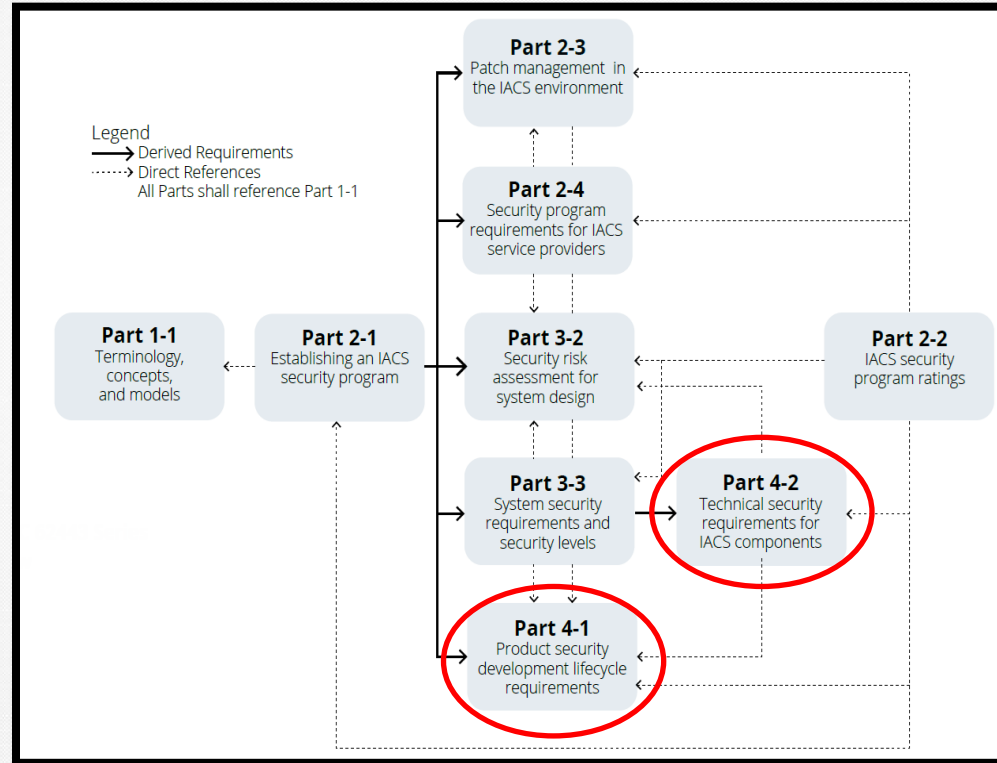 Part 2-3
Patch management in
the IACS environment
Legend
Derived Requirements
Direct References
All Parts shall reference Part 1-1
Part 2-4
Security program
requirements for IACS
service providers
Part 1-1
Terminology,
concepts,
and models
Part 2-1
Establishing an IACS
security program
Part 3-2
Security risk
assessment for
system design
Part 2-2
IACS security
program ratings
Part 3-3
System security
requirements and
security levels
Part 4-2
Technical security
requirements for
IACS components
Part 4-1
Product security
development lifecycle
requirements